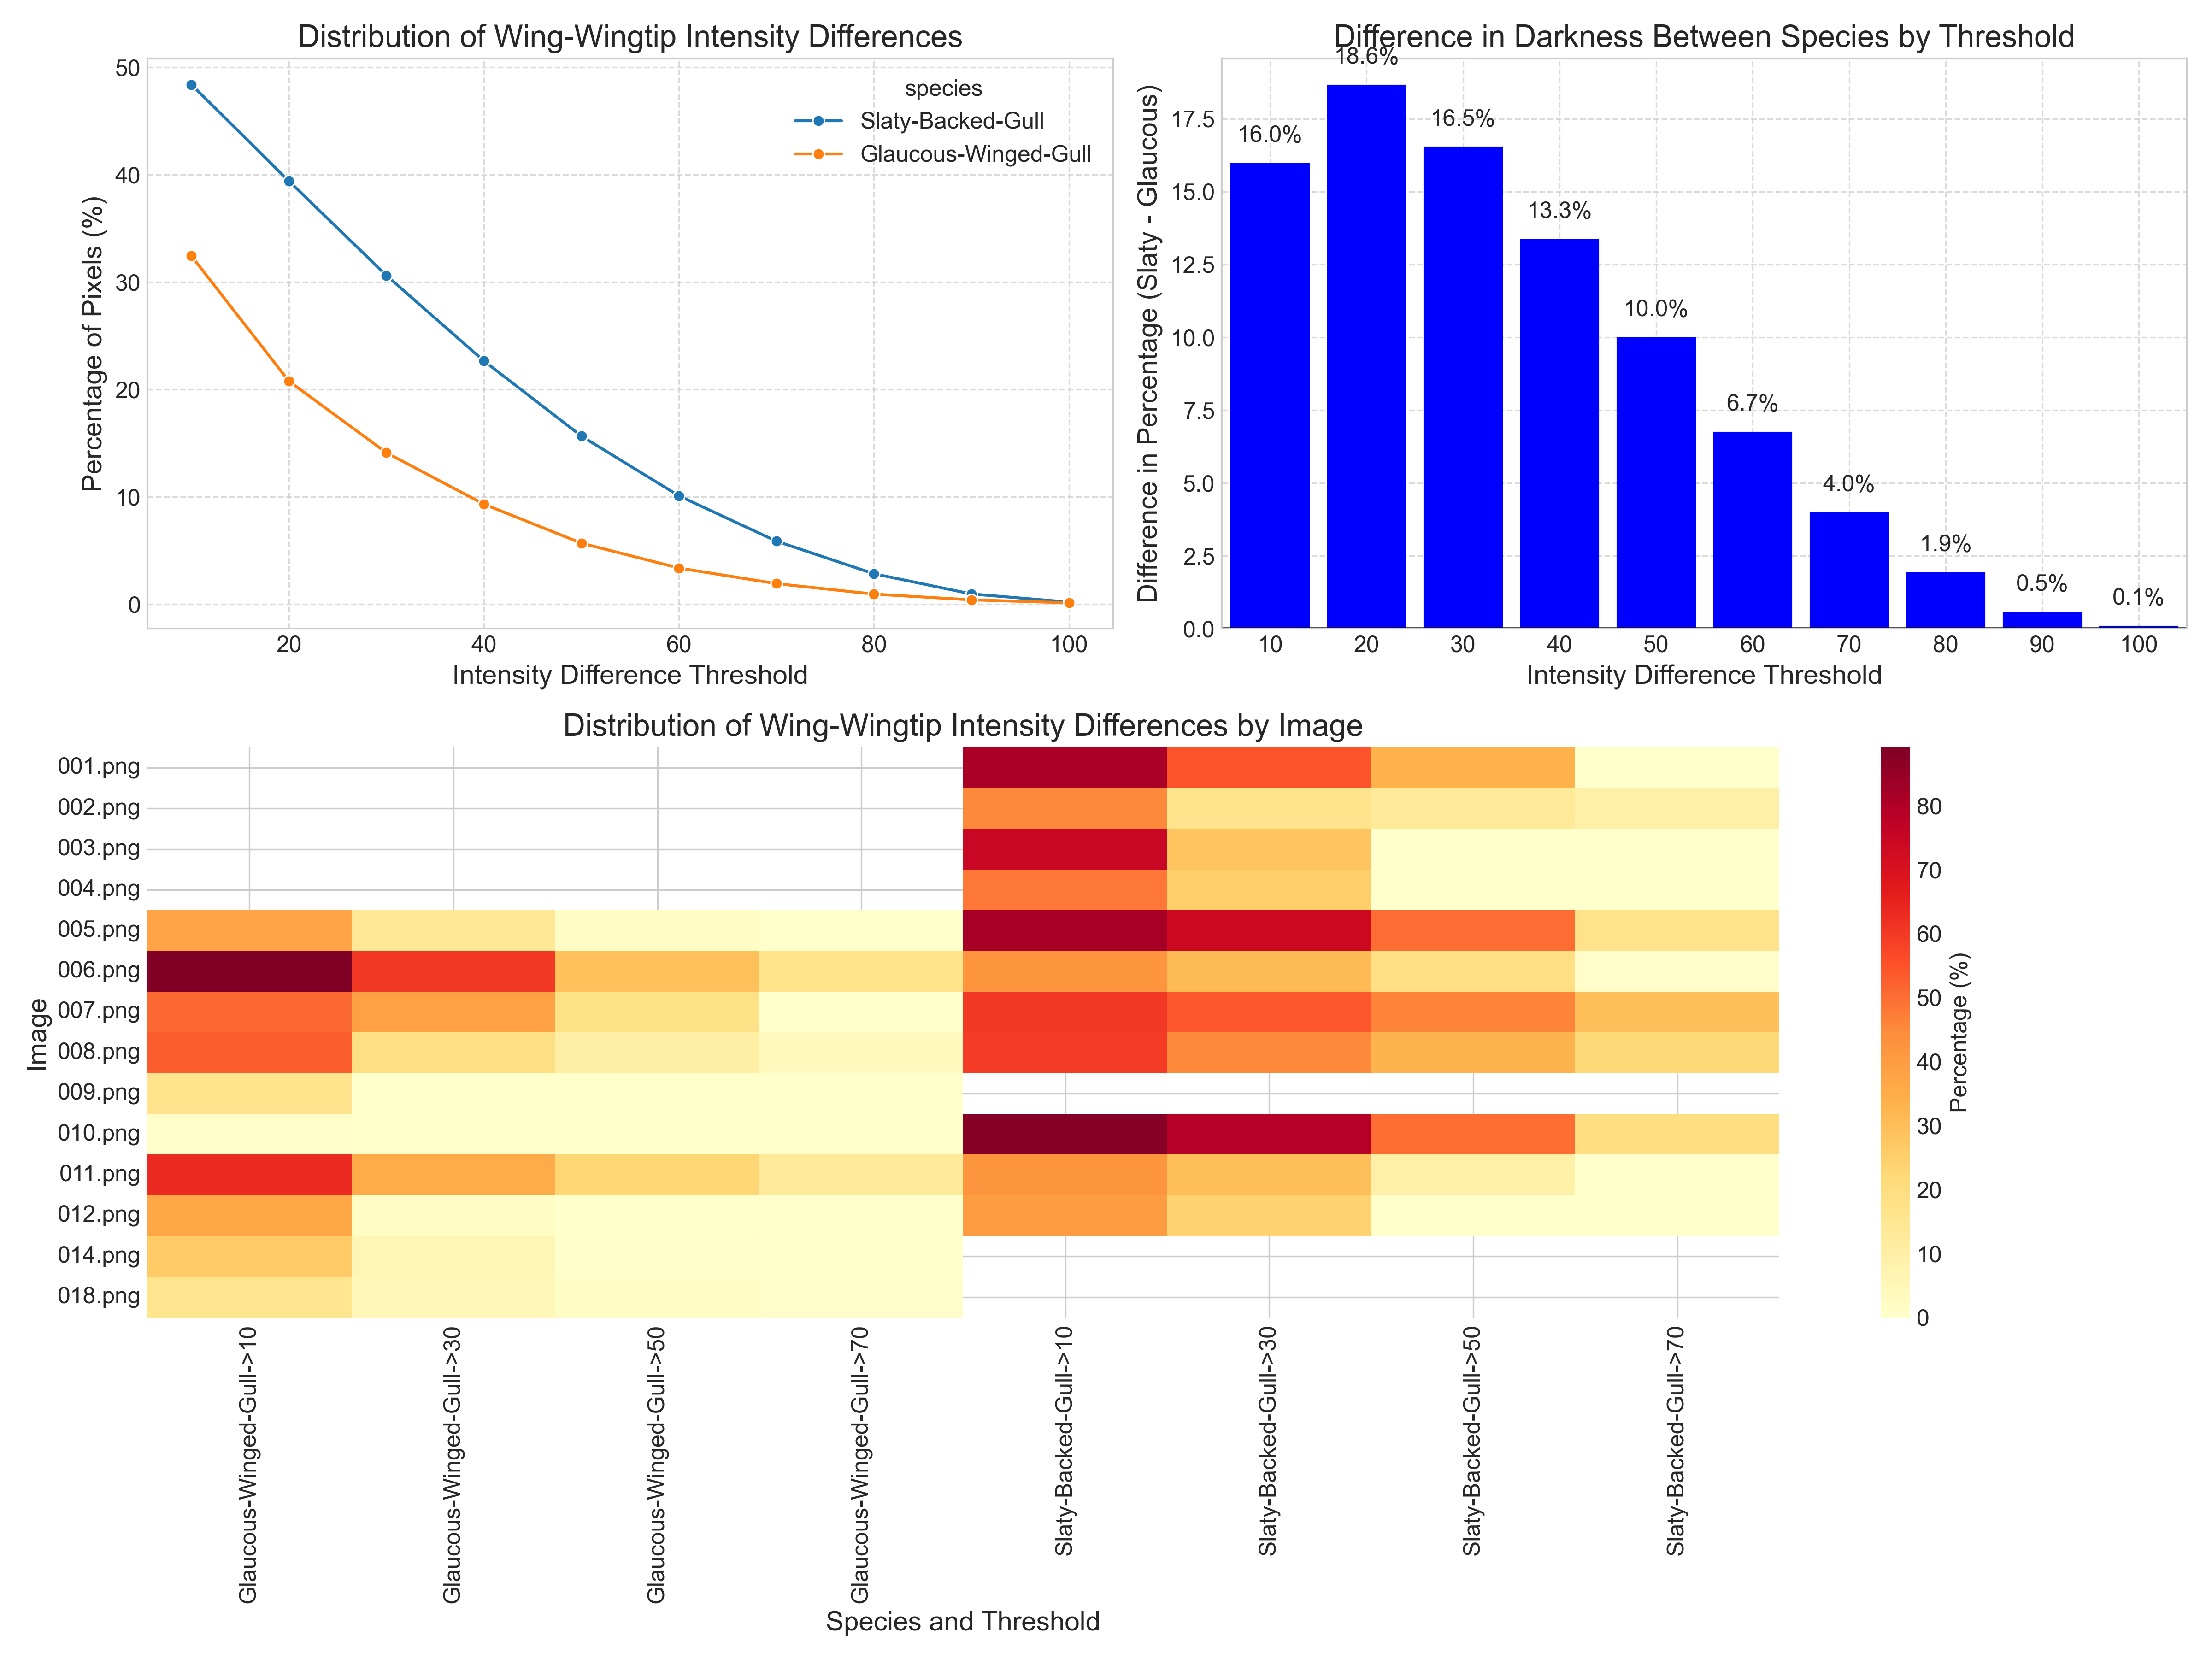 Distribution of Wing-Wingtip Intensity Differences
50
40
30
20
10
0
Percentage of Pixels (%)
species
Slaty-Backed-Gull
Glaucous-Winged-Gull
20 40 60 80 100
Intensity Difference Threshold
Difference in Darkness Between Species by Threshold
17.5
15.0
12.5
10.0
7.5
5.0
2.5
0.0
Difference in Percentage (Slaty - Glaucous)
16.0%
18.6%
16.5%
13.3%
10.0%
6.7%
4.0%
1.9%
0.5%
0.1%
10 20 30 40 50 60 70 80 90 100
Intensity Difference Threshold
Distribution of Wing-Wingtip Intensity Differences by Image
Image
001.png
002.png
003.png
004.png
005.png
006.png
007.png
008.png
009.png
010.png
011.png
012.png
014.png
018.png
Glaucous-Winged-Gull->10
Glaucous-Winged-Gull->30
Glaucous-Winged-Gull->50
Glaucous-Winged-Gull->70
Slaty-Backed-Gull->10
Slaty-Backed-Gull->30
Slaty-Backed-Gull->50
Slaty-Backed-Gull->70
Species and Threshold
80
70
60
50
40
30
20
10
0
Percentage (%)